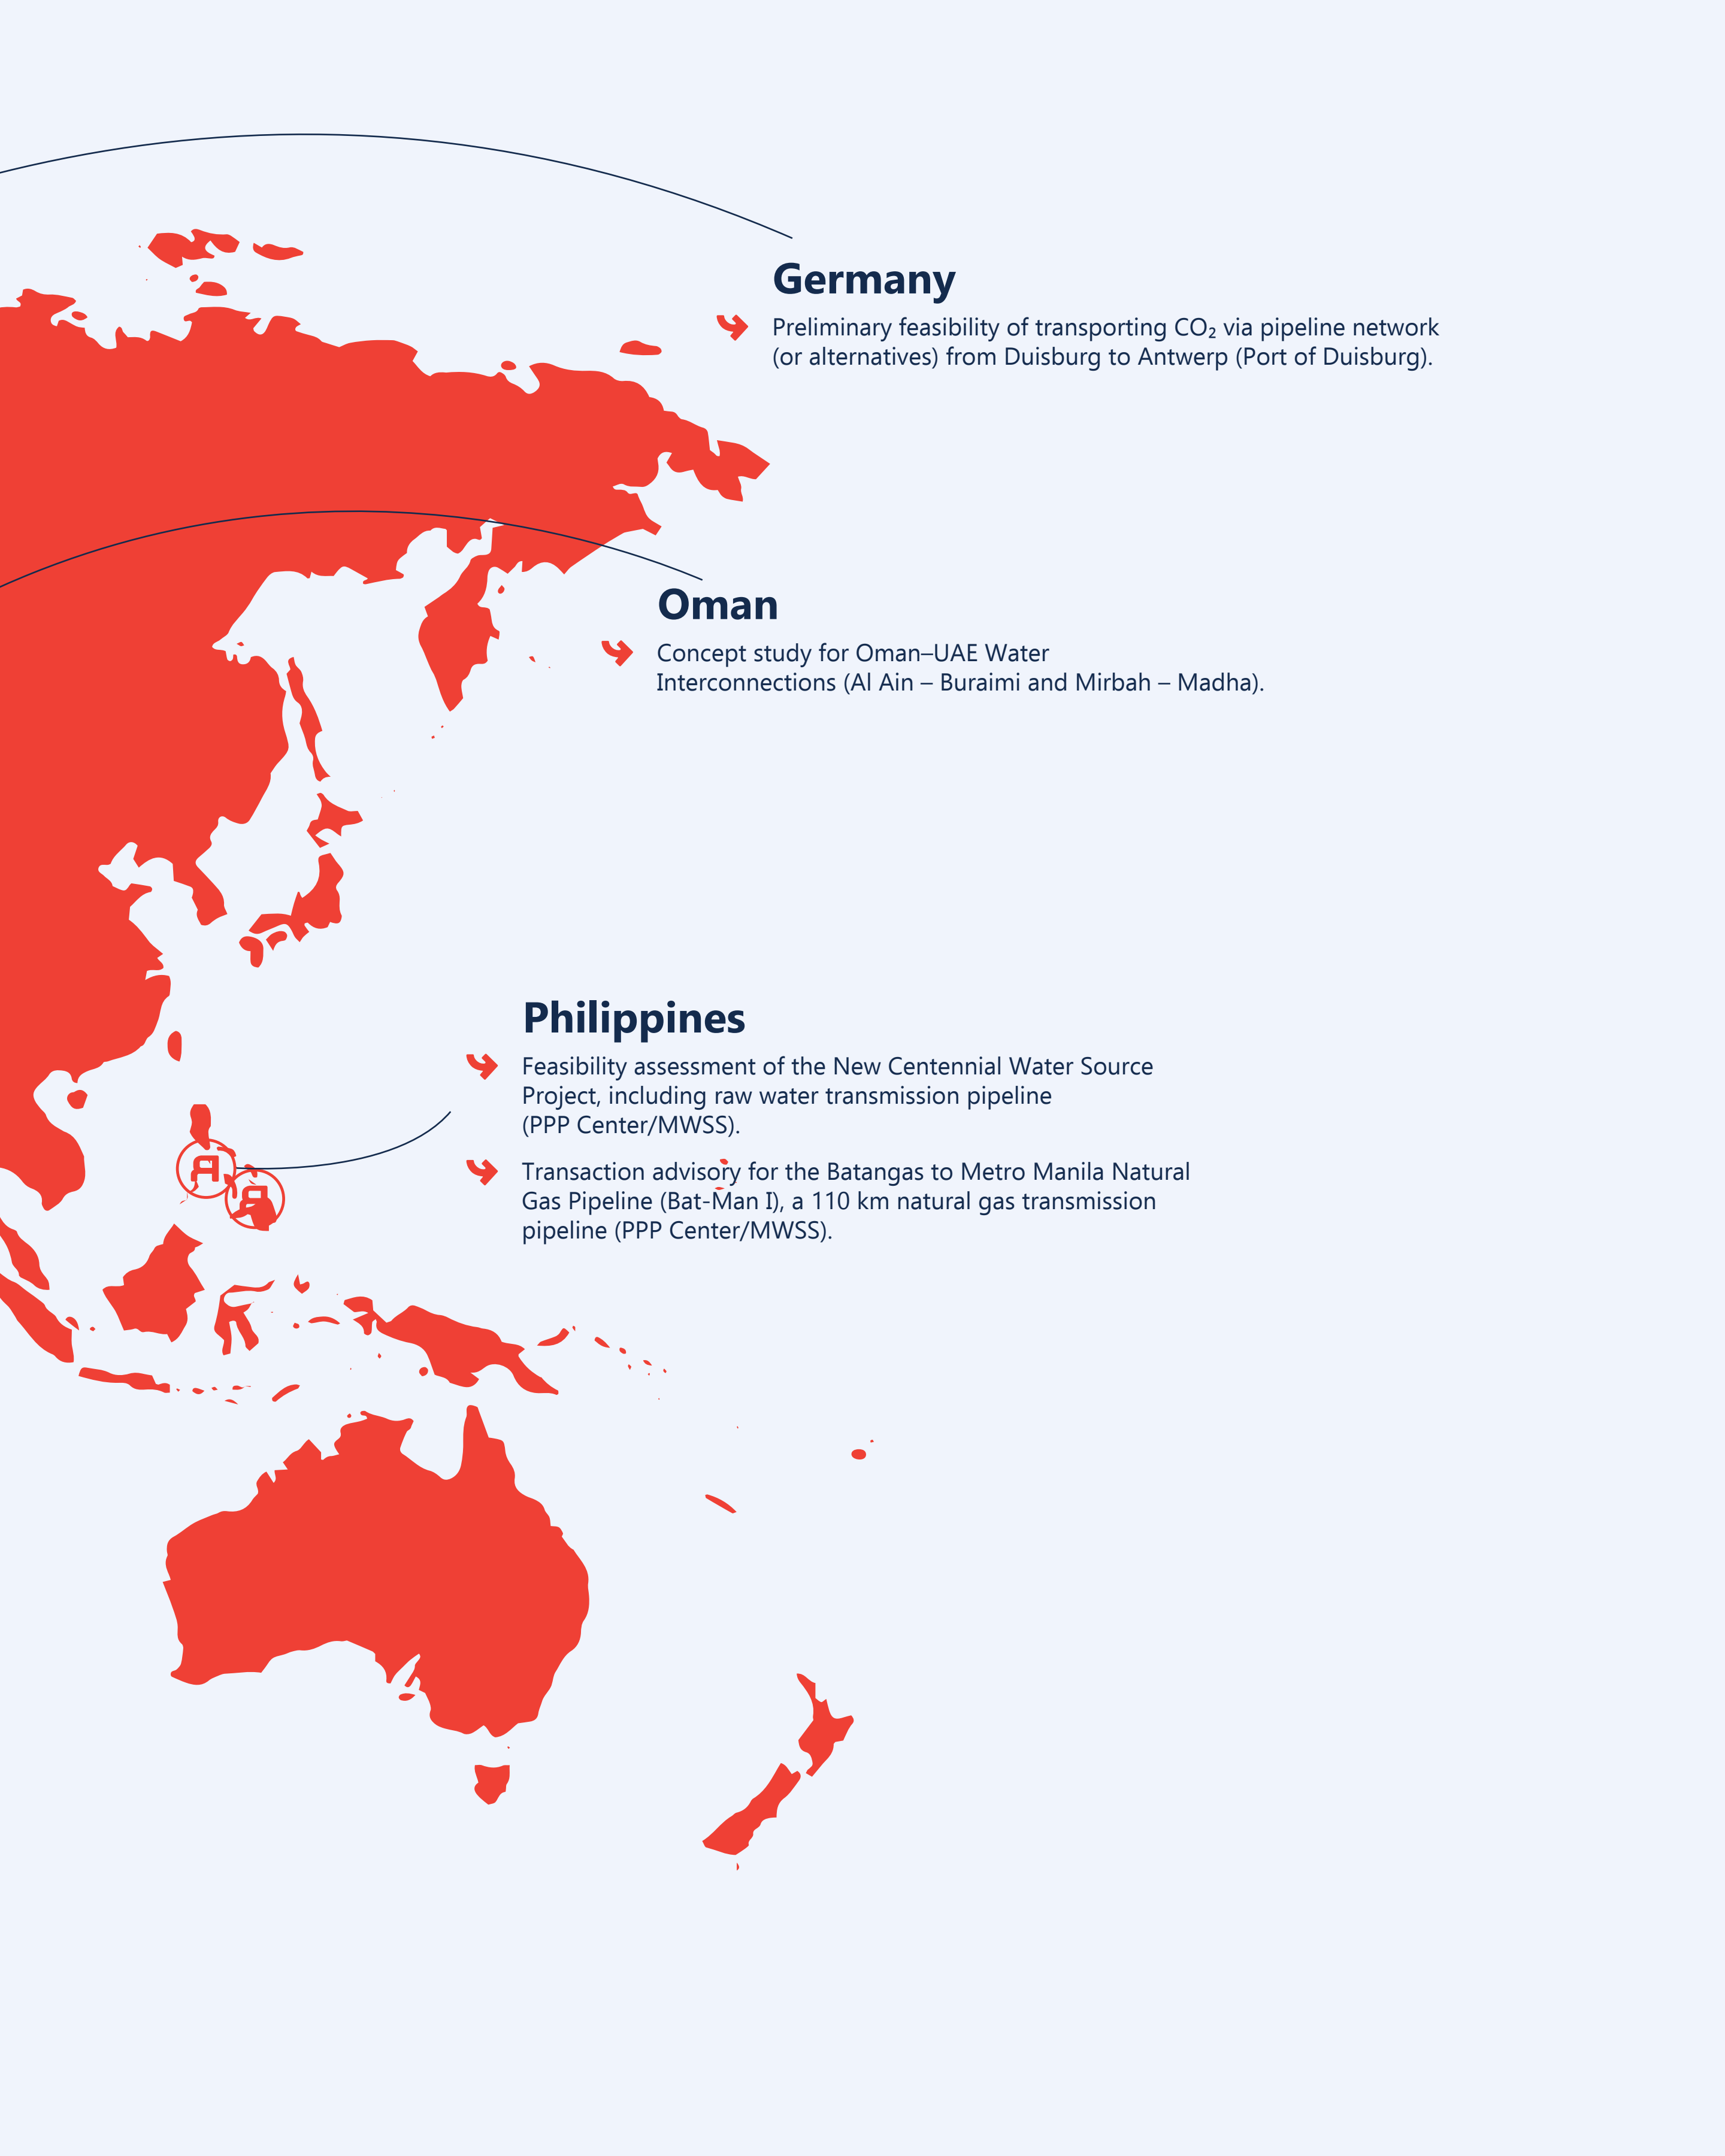 Germany
Preliminary feasibility of transporting CO₂ via pipeline network
(or alternatives) from Duisburg to Antwerp (Port of Duisburg).
Oman
Concept study for Oman–UAE Water
Interconnections (Al Ain – Buraimi and Mirbah – Madha).
Philippines
Feasibility assessment of the New Centennial Water Source
Project, including raw water transmission pipeline
(PPP Center/MWSS).
Transaction advisory for the Batangas to Metro Manila Natural
Gas Pipeline (Bat-Man I), a 110 km natural gas transmission
pipeline (PPP Center/MWSS).